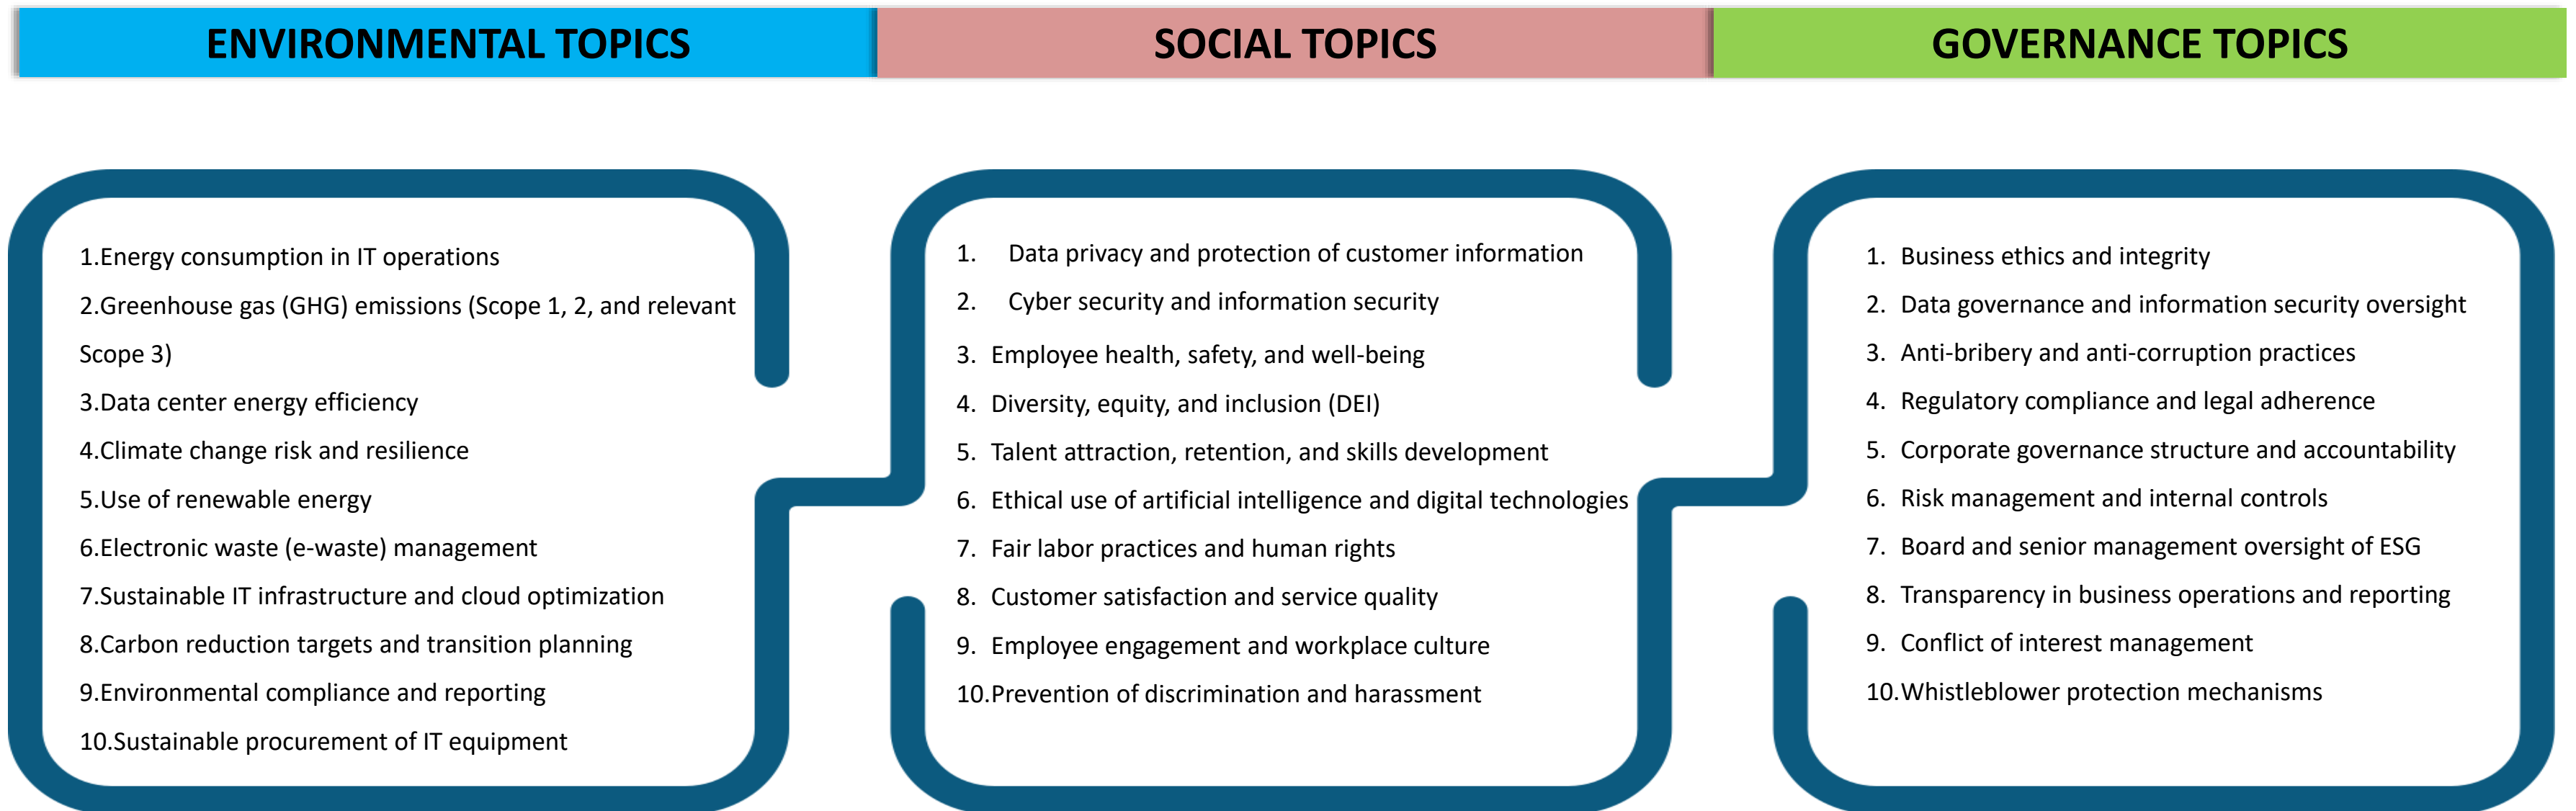 ENVIRONMENTAL TOPICS
SOCIAL TOPICS
GOVERNANCE TOPICS
1.Energy consumption in IT operations
2.Greenhouse gas (GHG) emissions (Scope 1, 2, and relevant
Scope 3)
3.Data center energy efficiency
4.Climate change risk and resilience
5.Use of renewable energy
6.Electronic waste (e-waste) management
7.Sustainable IT infrastructure and cloud optimization
8.Carbon reduction targets and transition planning
9.Environmental compliance and reporting
10.Sustainable procurement of IT equipment
1. Data privacy and protection of customer information
2. Cyber security and information security
3. Employee health, safety, and well-being
4. Diversity, equity, and inclusion (DEI)
5. Talent attraction, retention, and skills development
6. Ethical use of artificial intelligence and digital technologies
7. Fair labor practices and human rights
8. Customer satisfaction and service quality
9. Employee engagement and workplace culture
10.Prevention of discrimination and harassment
1. Business ethics and integrity
2. Data governance and information security oversight
3. Anti-bribery and anti-corruption practices
4. Regulatory compliance and legal adherence
5. Corporate governance structure and accountability
6. Risk management and internal controls
7. Board and senior management oversight of ESG
8. Transparency in business operations and reporting
9. Conflict of interest management
10.Whistleblower protection mechanisms